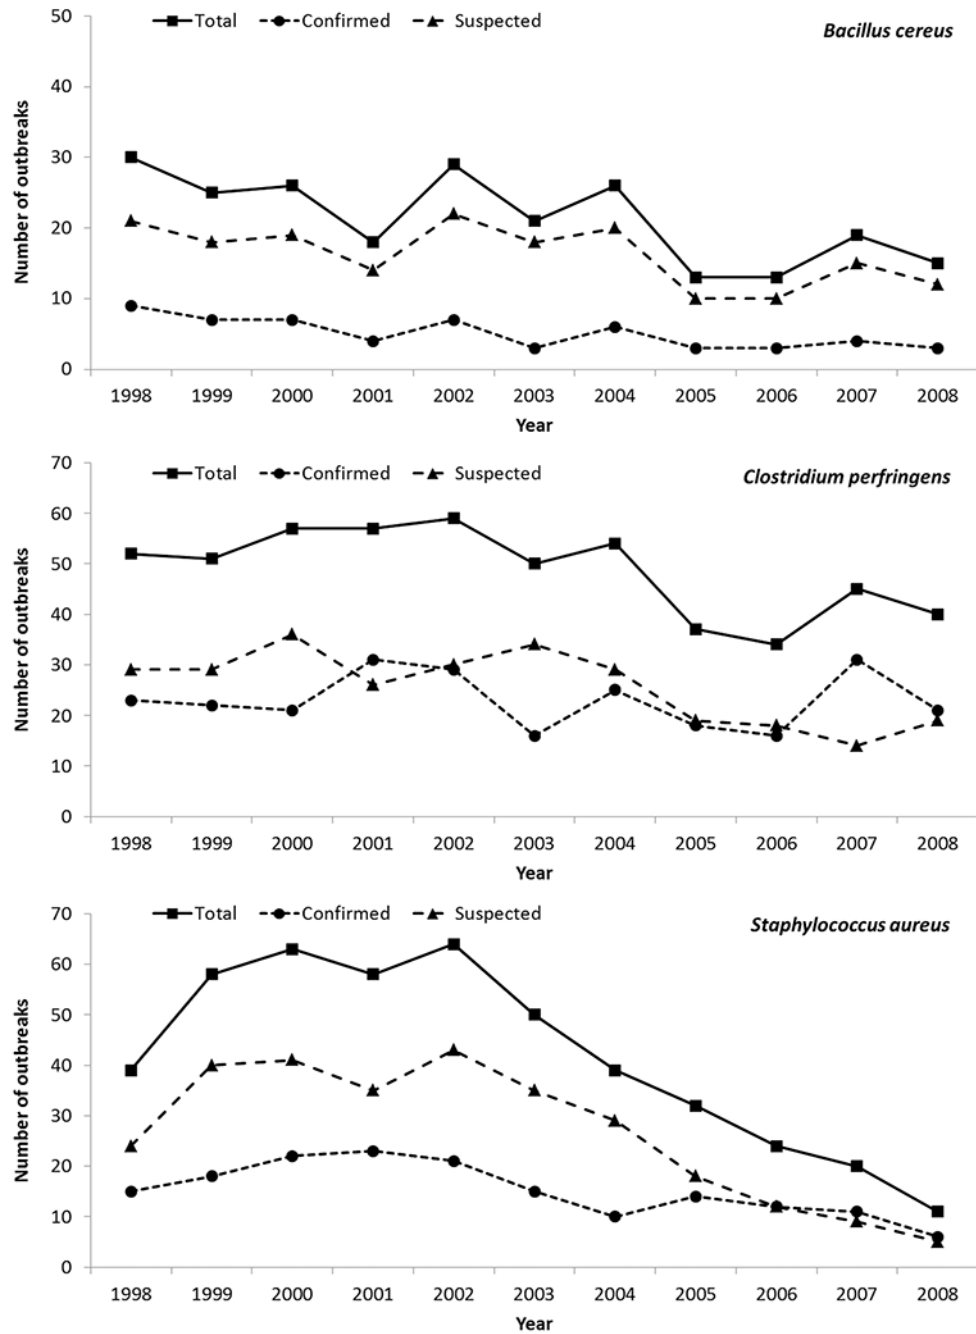 Total Confirmed Suspected
Bacillus cereus
Number of outbreaks
50
40
30
20
10
0
1998 1999 2000 2001 2002 2003 2004 2005 2006 2007 2008
Year
Total Confirmed Suspected
Clostridium perfringens
Number of outbreaks
70
60
50
40
30
20
10
0
1998 1999 2000 2001 2002 2003 2004 2005 2006 2007 2008
Year
Total Confirmed Suspected
Staphylococcus aureus
Number of outbreaks
70
60
50
40
30
20
10
0
1998 1999 2000 2001 2002 2003 2004 2005 2006 2007 2008
Year